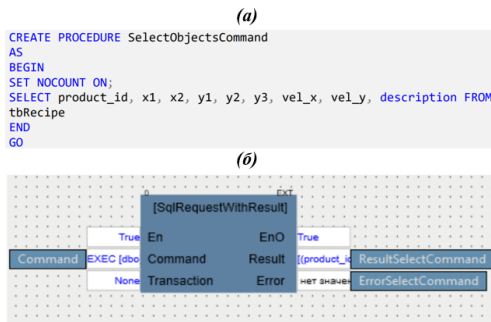 (а)
CREATE PROCEDURE SelectObjectsCommand
AS
BEGIN
SET NOCOUNT ON;
SELECT product_id, x1, x2, y1, y2, y3, vel_x, vel_y, description FROM
tbRecipe
END
GO
(б)
0 EXT
[SqlRequestWithResult]
True En EnO True
Command EXEC [dbo Command Result [(product_id ResultSelectCommand
None Transaction Error нет значен ErrorSelectCommand